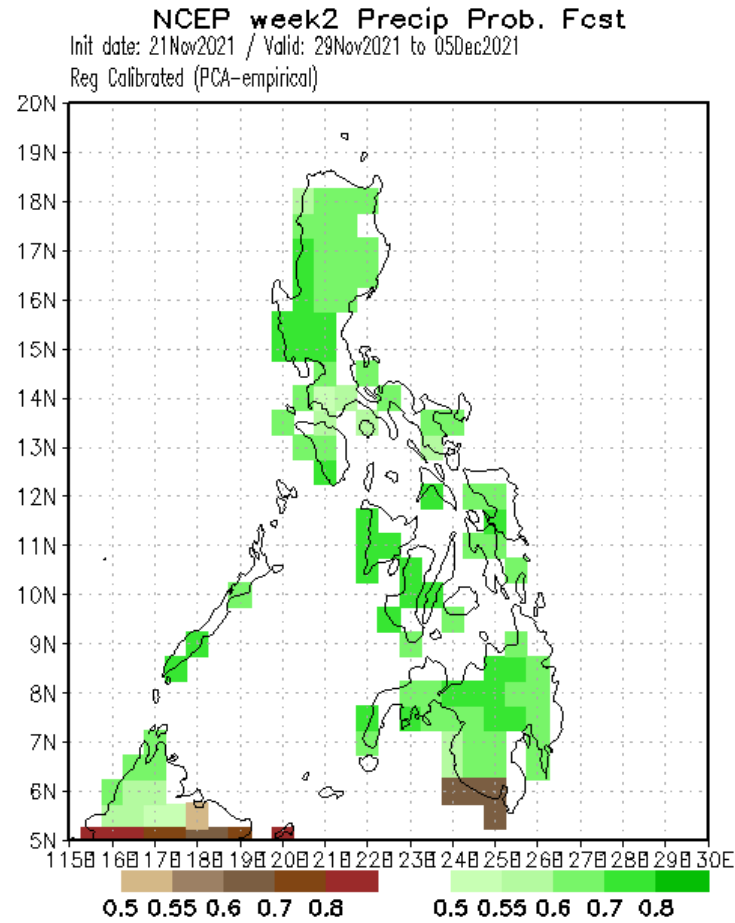 NCEP week2 Precip Prob. Fcst
Init date: 21Nov2021 / Valid: 29Nov2021 to 05Dec2021
Reg Calibrated (PCA-empirical)
20N
19N
18N
17N
16N
15N
14N
13N
12N
11N
10N
9N
8N
7N
6N
5N
115E 116E 117E 118E 119E 120E 121E 122E 123E 124E 125E 126E 127E 128E 129E 130E
0.5 0.55 0.6 0.7 0.8 0.5 0.55 0.6 0.7 0.8